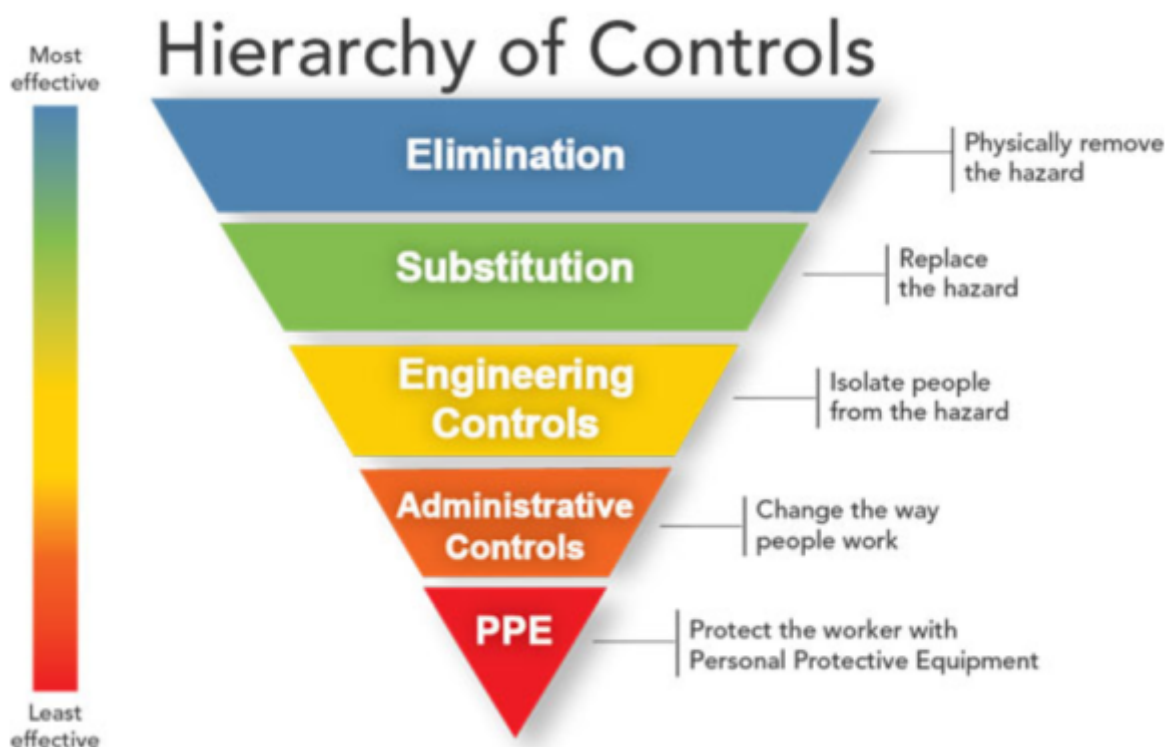 Hierarchy of Controls
Most
effective
Elimination
Physically remove
the hazard
Substitution
Replace
the hazard
Engineering
Controls
Isolate people
from the hazard
Administrative
Controls
Change the way
people work
PPE
Protect the worker with
Personal Protective Equipment
Least
effective